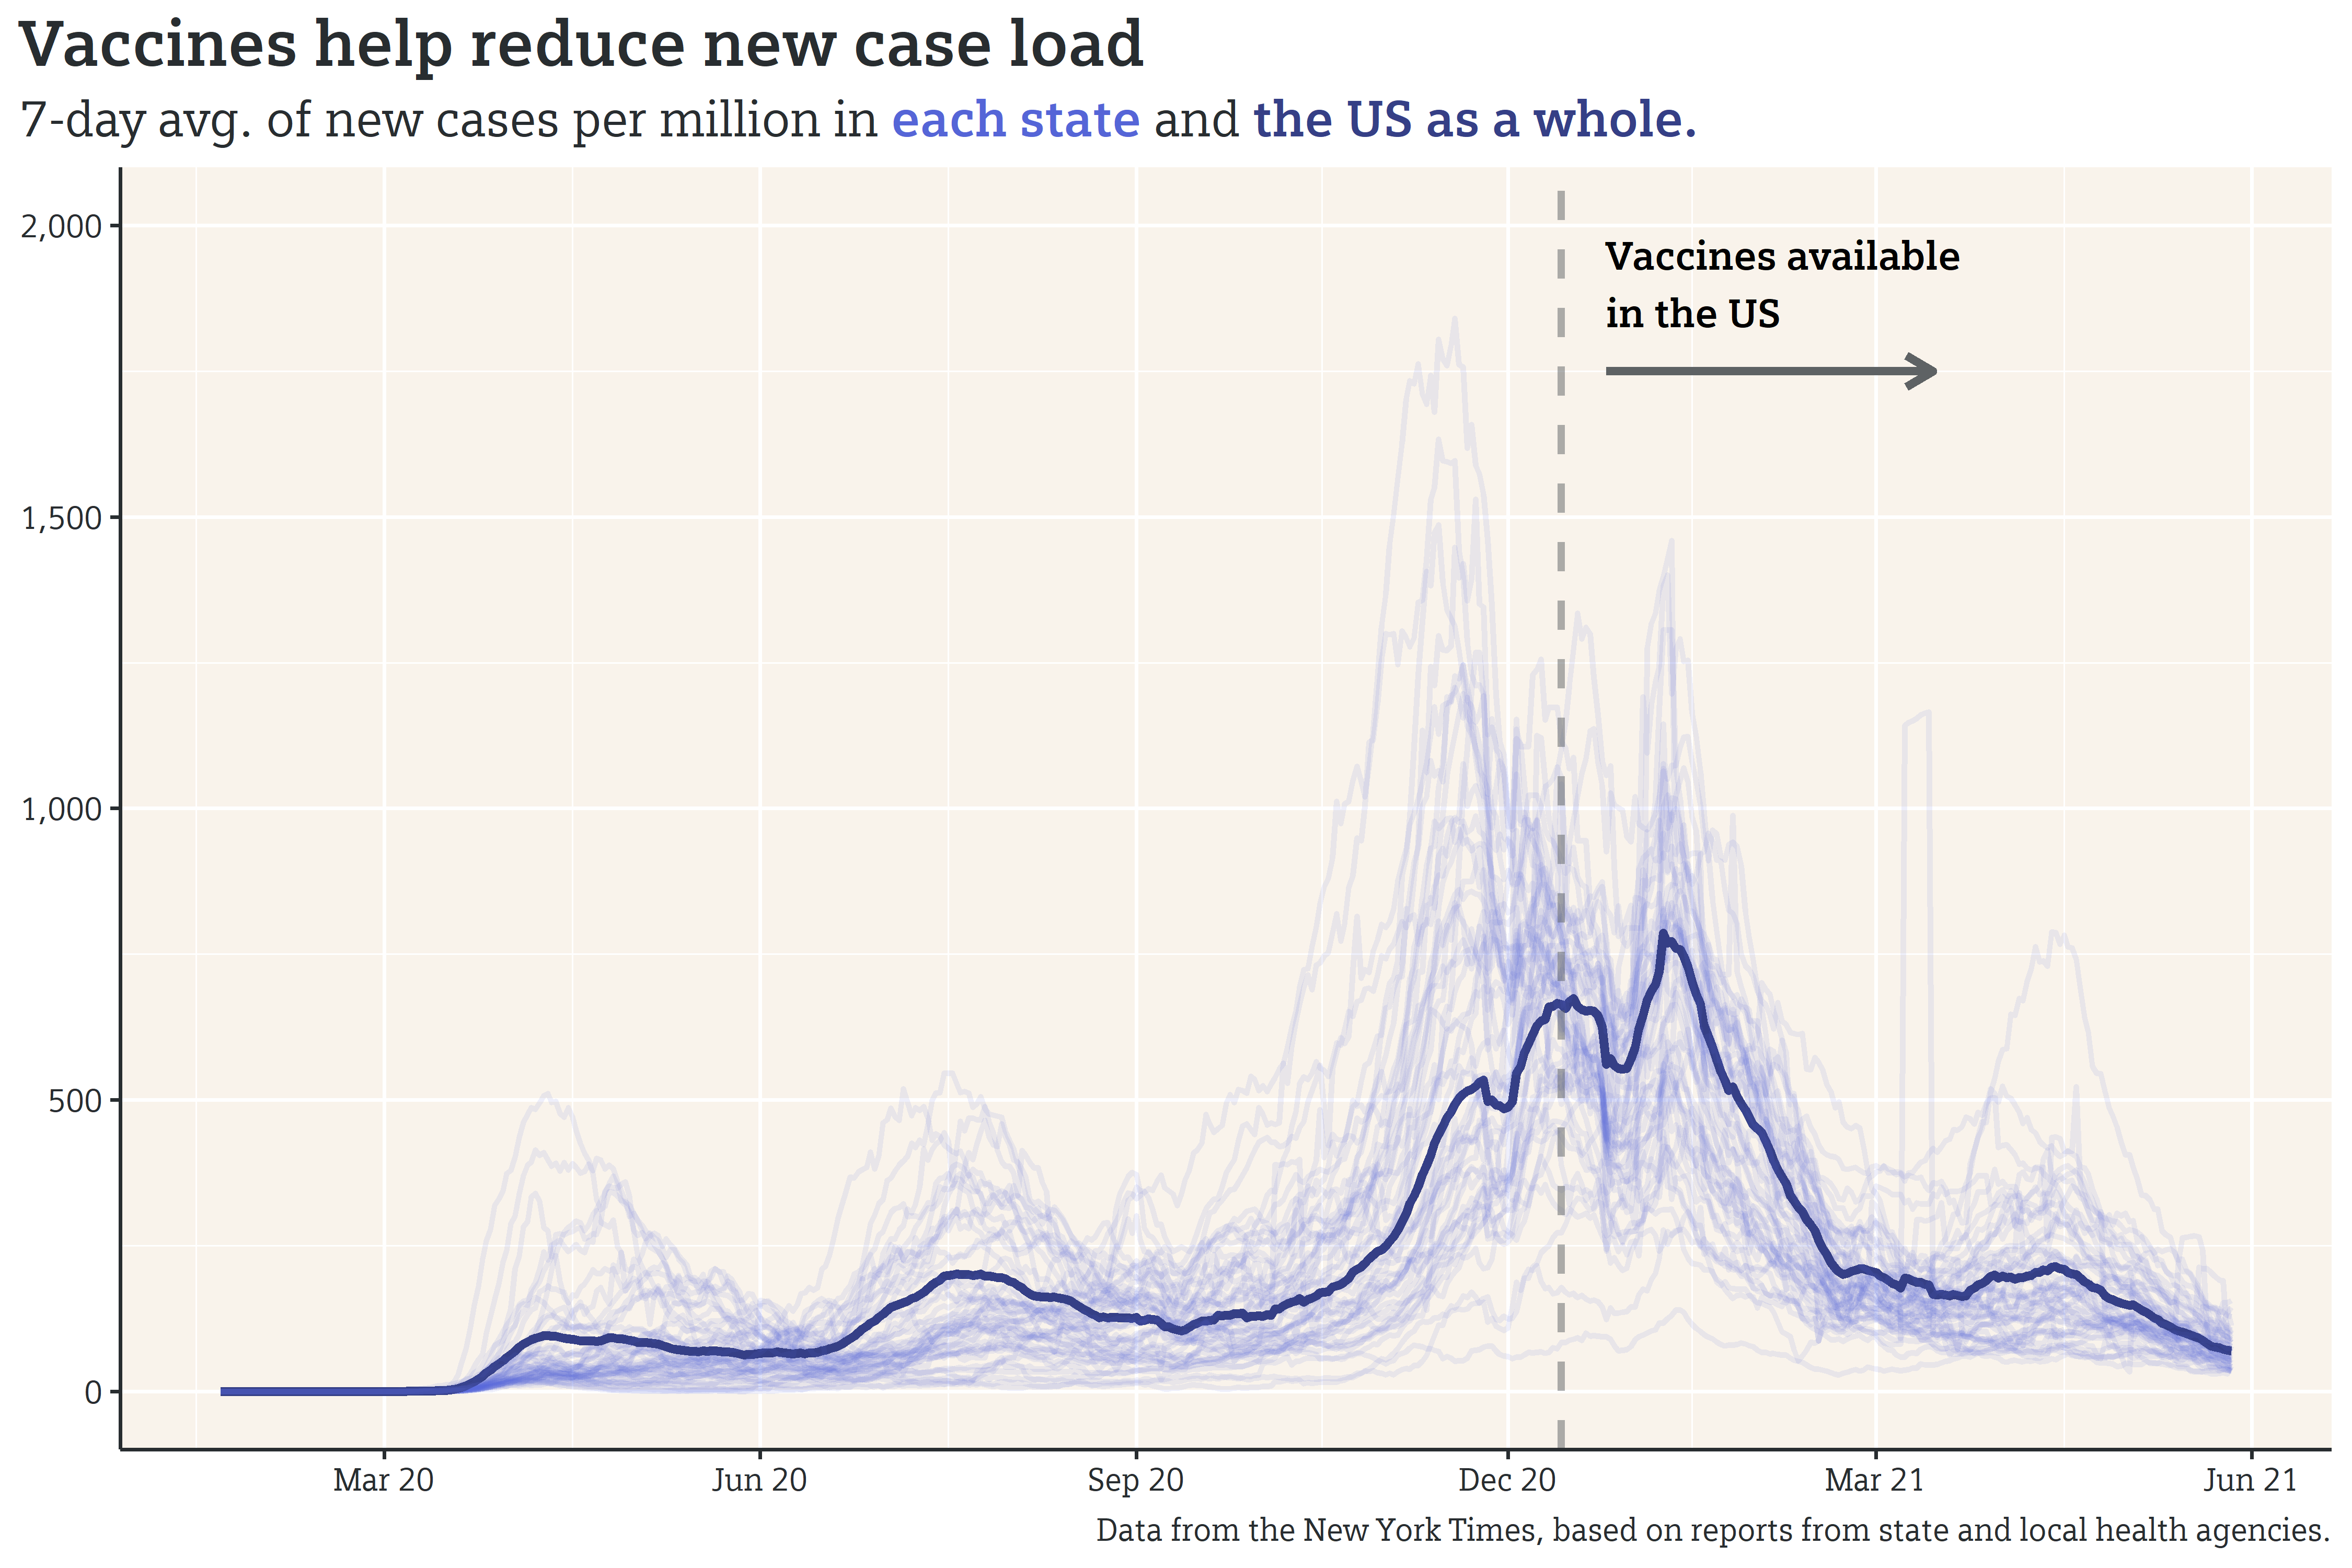 Vaccines help reduce new case load
7-day avg. of new cases per million in each state and the US as a whole.
2,000
Vaccines available
in the US
1,500
1,000
500
0
Mar 20
Jun 20
Sep 20
Dec 20
Mar 21
Jun 21
Data from the New York Times, based on reports from state and local health agencies.